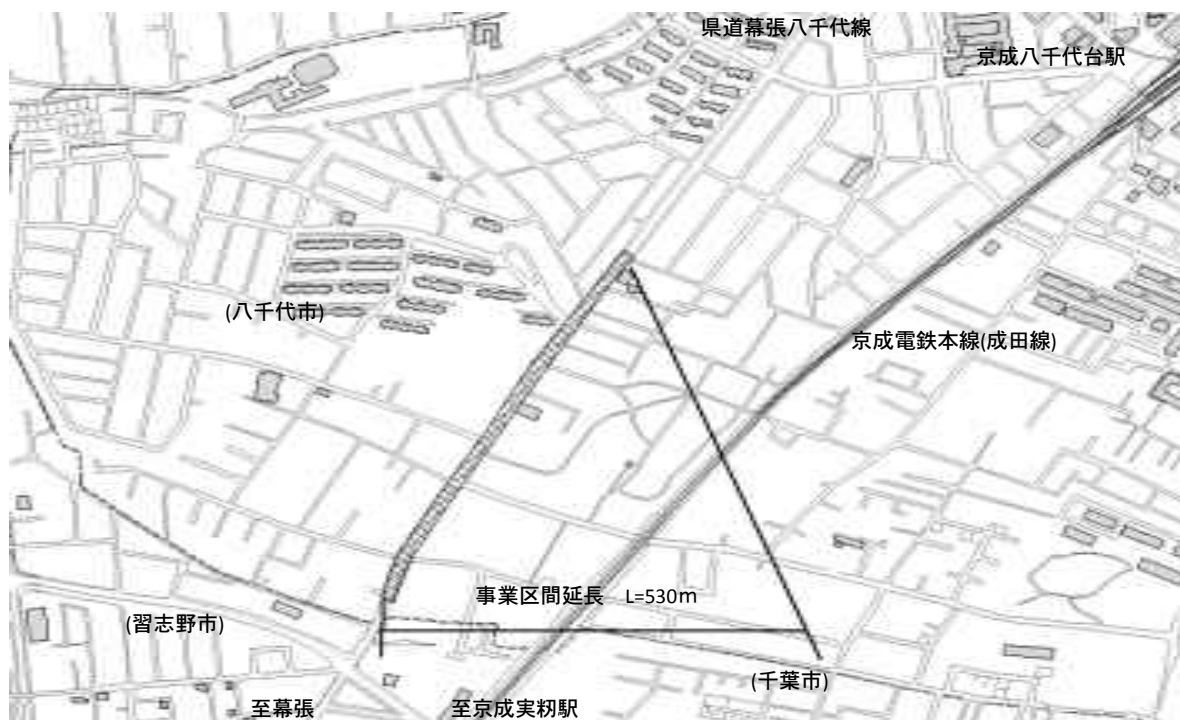 県道幕張八千代線
京成八千代台駅
(八千代市)
京成電鉄本線(成田線)
事業区間延長 L=530m
(習志野市)
(千葉市)
至幕張
至京成実籾駅